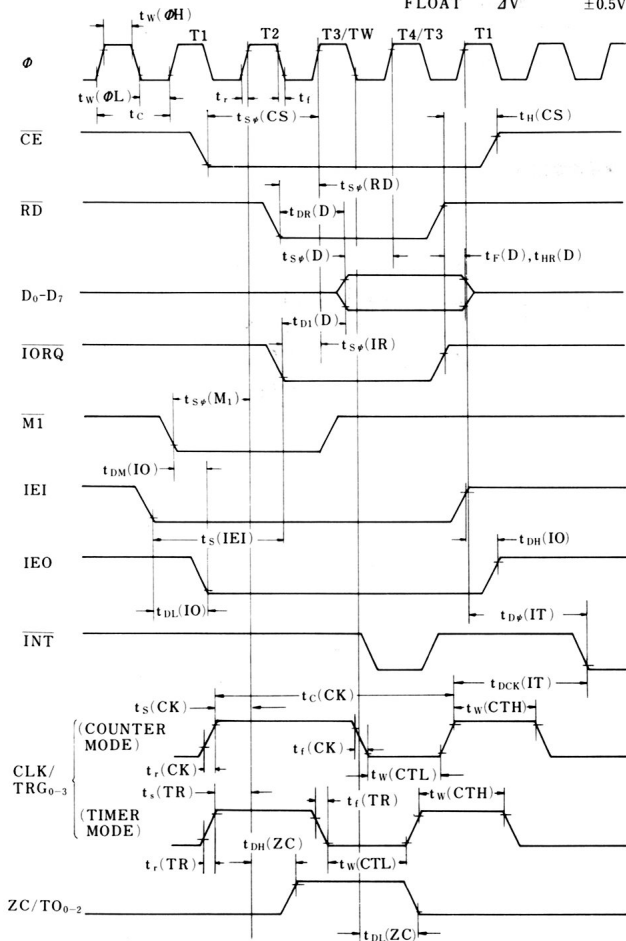 FLOAT ΔV ±0.5V
tW(ΦH)
T1 T2 T3/TW T4/T3 T1
Φ
tW(ΦL) tC tr tf
tSφ(CS) tH(CS)
CE
tSφ(RD)
RD
tDR(D)
tSφ(D) tF(D), tHR(D)
D0-D7
tD1(D)
tSφ(IR)
IORQ
tSφ(M1)
M1
tDM(IO)
IEI
tS(IEI)
tDH(IO)
IEO
tDL(IO)
tDφ(IT)
INT
tDCK(IT)
tC(CK)
tS(CK)
tW(CTH)
(COUNTER
MODE)
tf(CK)
CLK/
TRG0-3
tr(CK)
tW(CTL)
ts(TR) tf(TR) tW(CTH)
(TIMER
MODE)
tDH(ZC)
tr(TR) tW(CTL)
ZC/TO0-2
tDL(ZC)